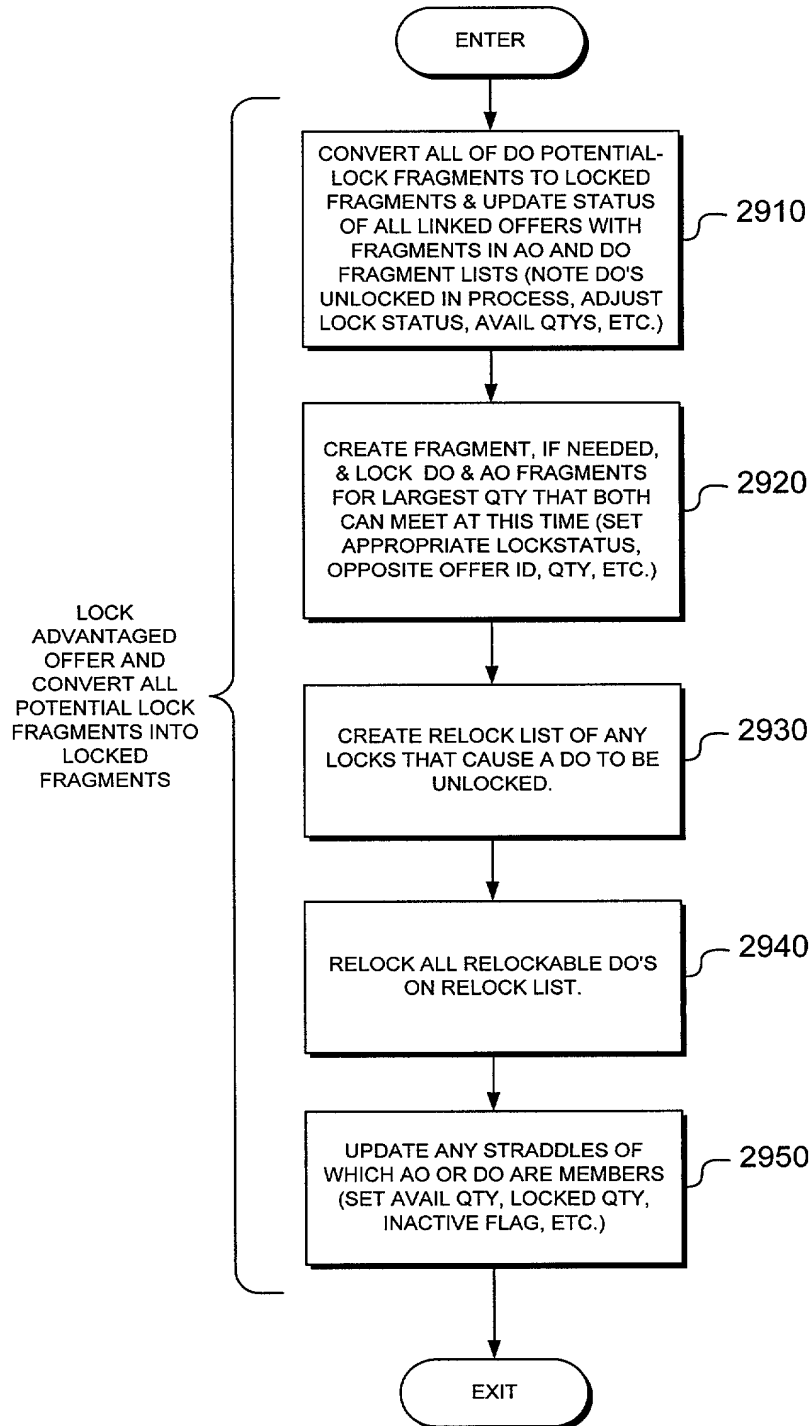 ENTER
CONVERT ALL OF DO POTENTIAL-
LOCK FRAGMENTS TO LOCKED
FRAGMENTS & UPDATE STATUS
OF ALL LINKED OFFERS WITH
FRAGMENTS IN AO AND DO
FRAGMENT LISTS (NOTE DO'S
UNLOCKED IN PROCESS, ADJUST
LOCK STATUS, AVAIL QTYS, ETC.)
2910
CREATE FRAGMENT, IF NEEDED,
& LOCK DO & AO FRAGMENTS
FOR LARGEST QTY THAT BOTH
CAN MEET AT THIS TIME (SET
APPROPRIATE LOCKSTATUS,
OPPOSITE OFFER ID, QTY, ETC.)
2920
LOCK
ADVANTAGED
OFFER AND
CONVERT ALL
POTENTIAL LOCK
FRAGMENTS INTO
LOCKED
FRAGMENTS
CREATE RELOCK LIST OF ANY
LOCKS THAT CAUSE A DO TO BE
UNLOCKED.
2930
RELOCK ALL RELOCKABLE DO'S
ON RELOCK LIST.
2940
UPDATE ANY STRADDLES OF
WHICH AO OR DO ARE MEMBERS
(SET AVAIL QTY, LOCKED QTY,
INACTIVE FLAG, ETC.)
2950
EXIT